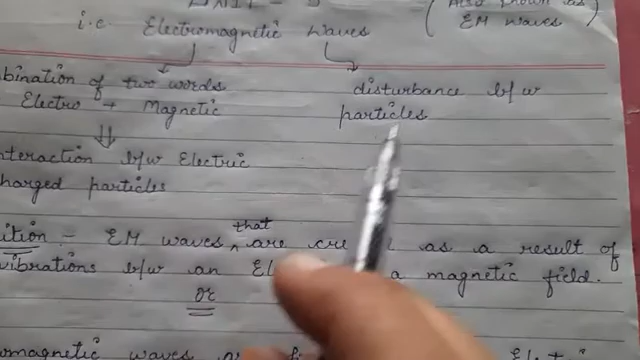 (Also known as
i.e Electromagnetic Waves EM waves)
bination of two words
Electro + Magnetic
disturbance b/w
particles
nteraction b/w Electric
harged particles
ition :- EM waves that are cre as a result of
vibrations b/w an El a magnetic field.
or
magnetic waves